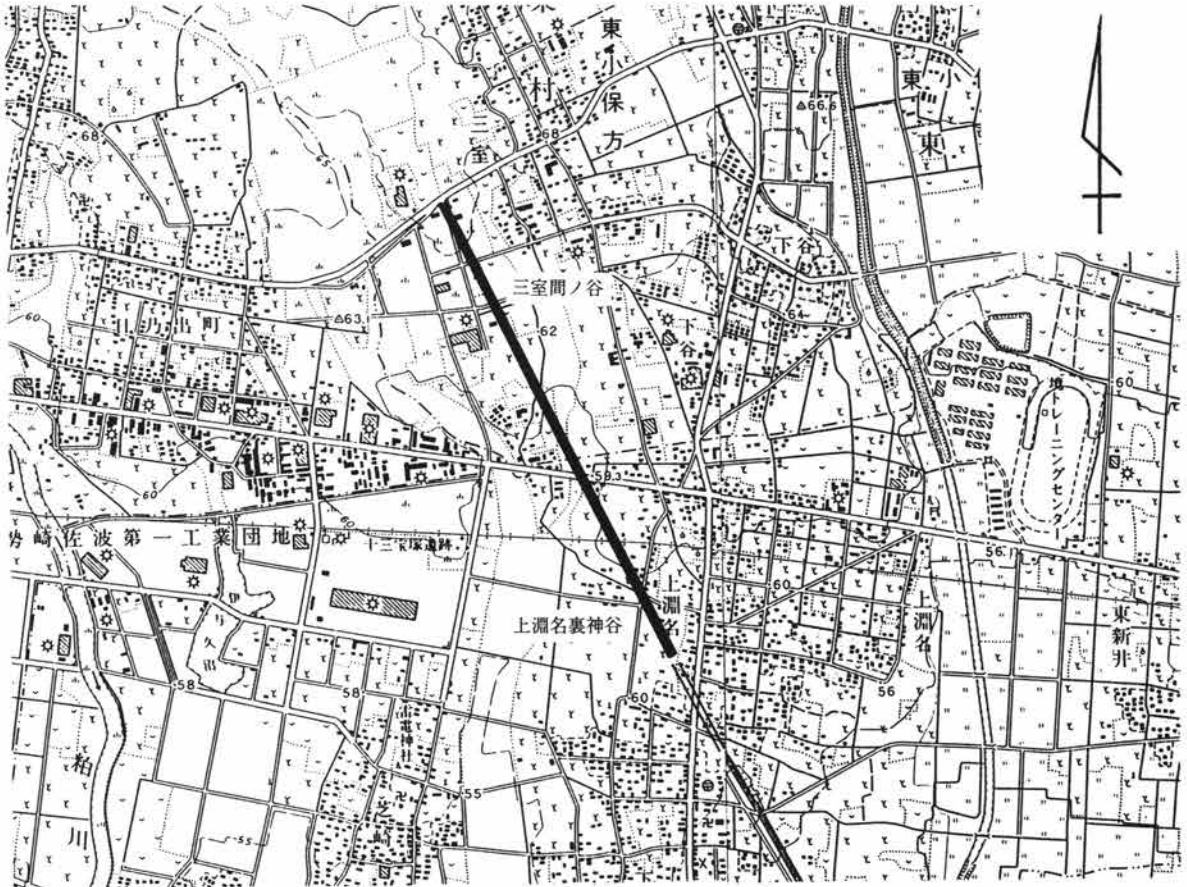 東小保方
村
三室
68
66.6
東小
東
68
65
下谷
三室間ノ谷
64
63
62
下谷
60
60
境トレーニングセンター
59.3
60
60
勢崎佐波第一工業団地
十三宝塚遺跡
56.1
60
上淵名
上淵名
東新井
上淵名裏神谷
58
58
56
60
粕川
55
55